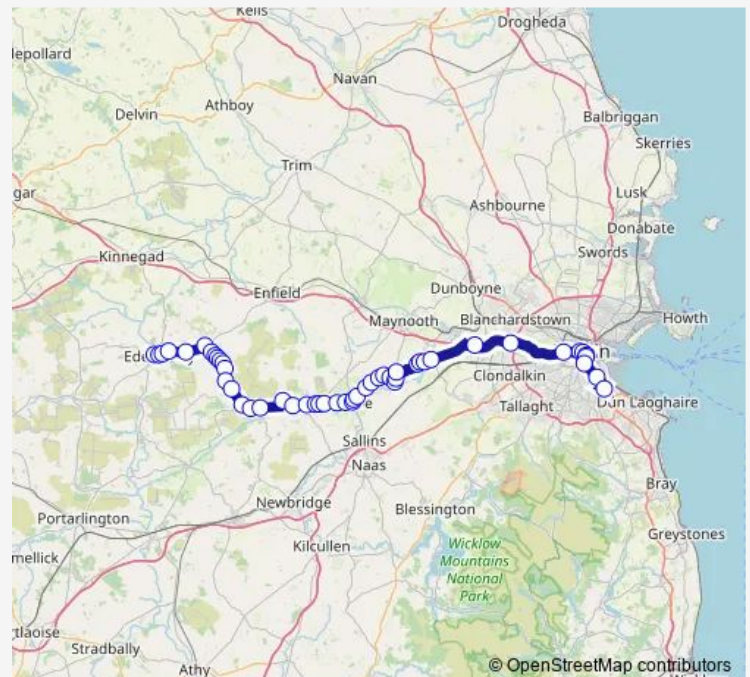 Kells
Drogheda
lepollard
Navan
Delvin
Athboy
Balbriggan
Skerries
Trim
gar
Ashbourne
Lusk
Donabate
Swords
Kinnegad
Dunboyne
Enfield
Maynooth
Blanchardstown
Howth
Ede
n
Clondalkin
Tallaght
Dún Laoghaire
e
Sallins
Naas
Bray
Newbridge
Blessington
Portarlington
Kilcullen
Greystones
Wicklow
Mountains
National
Park
mellick
rtlaoise
Stradbally
Athy
© OpenStreetMap contributors